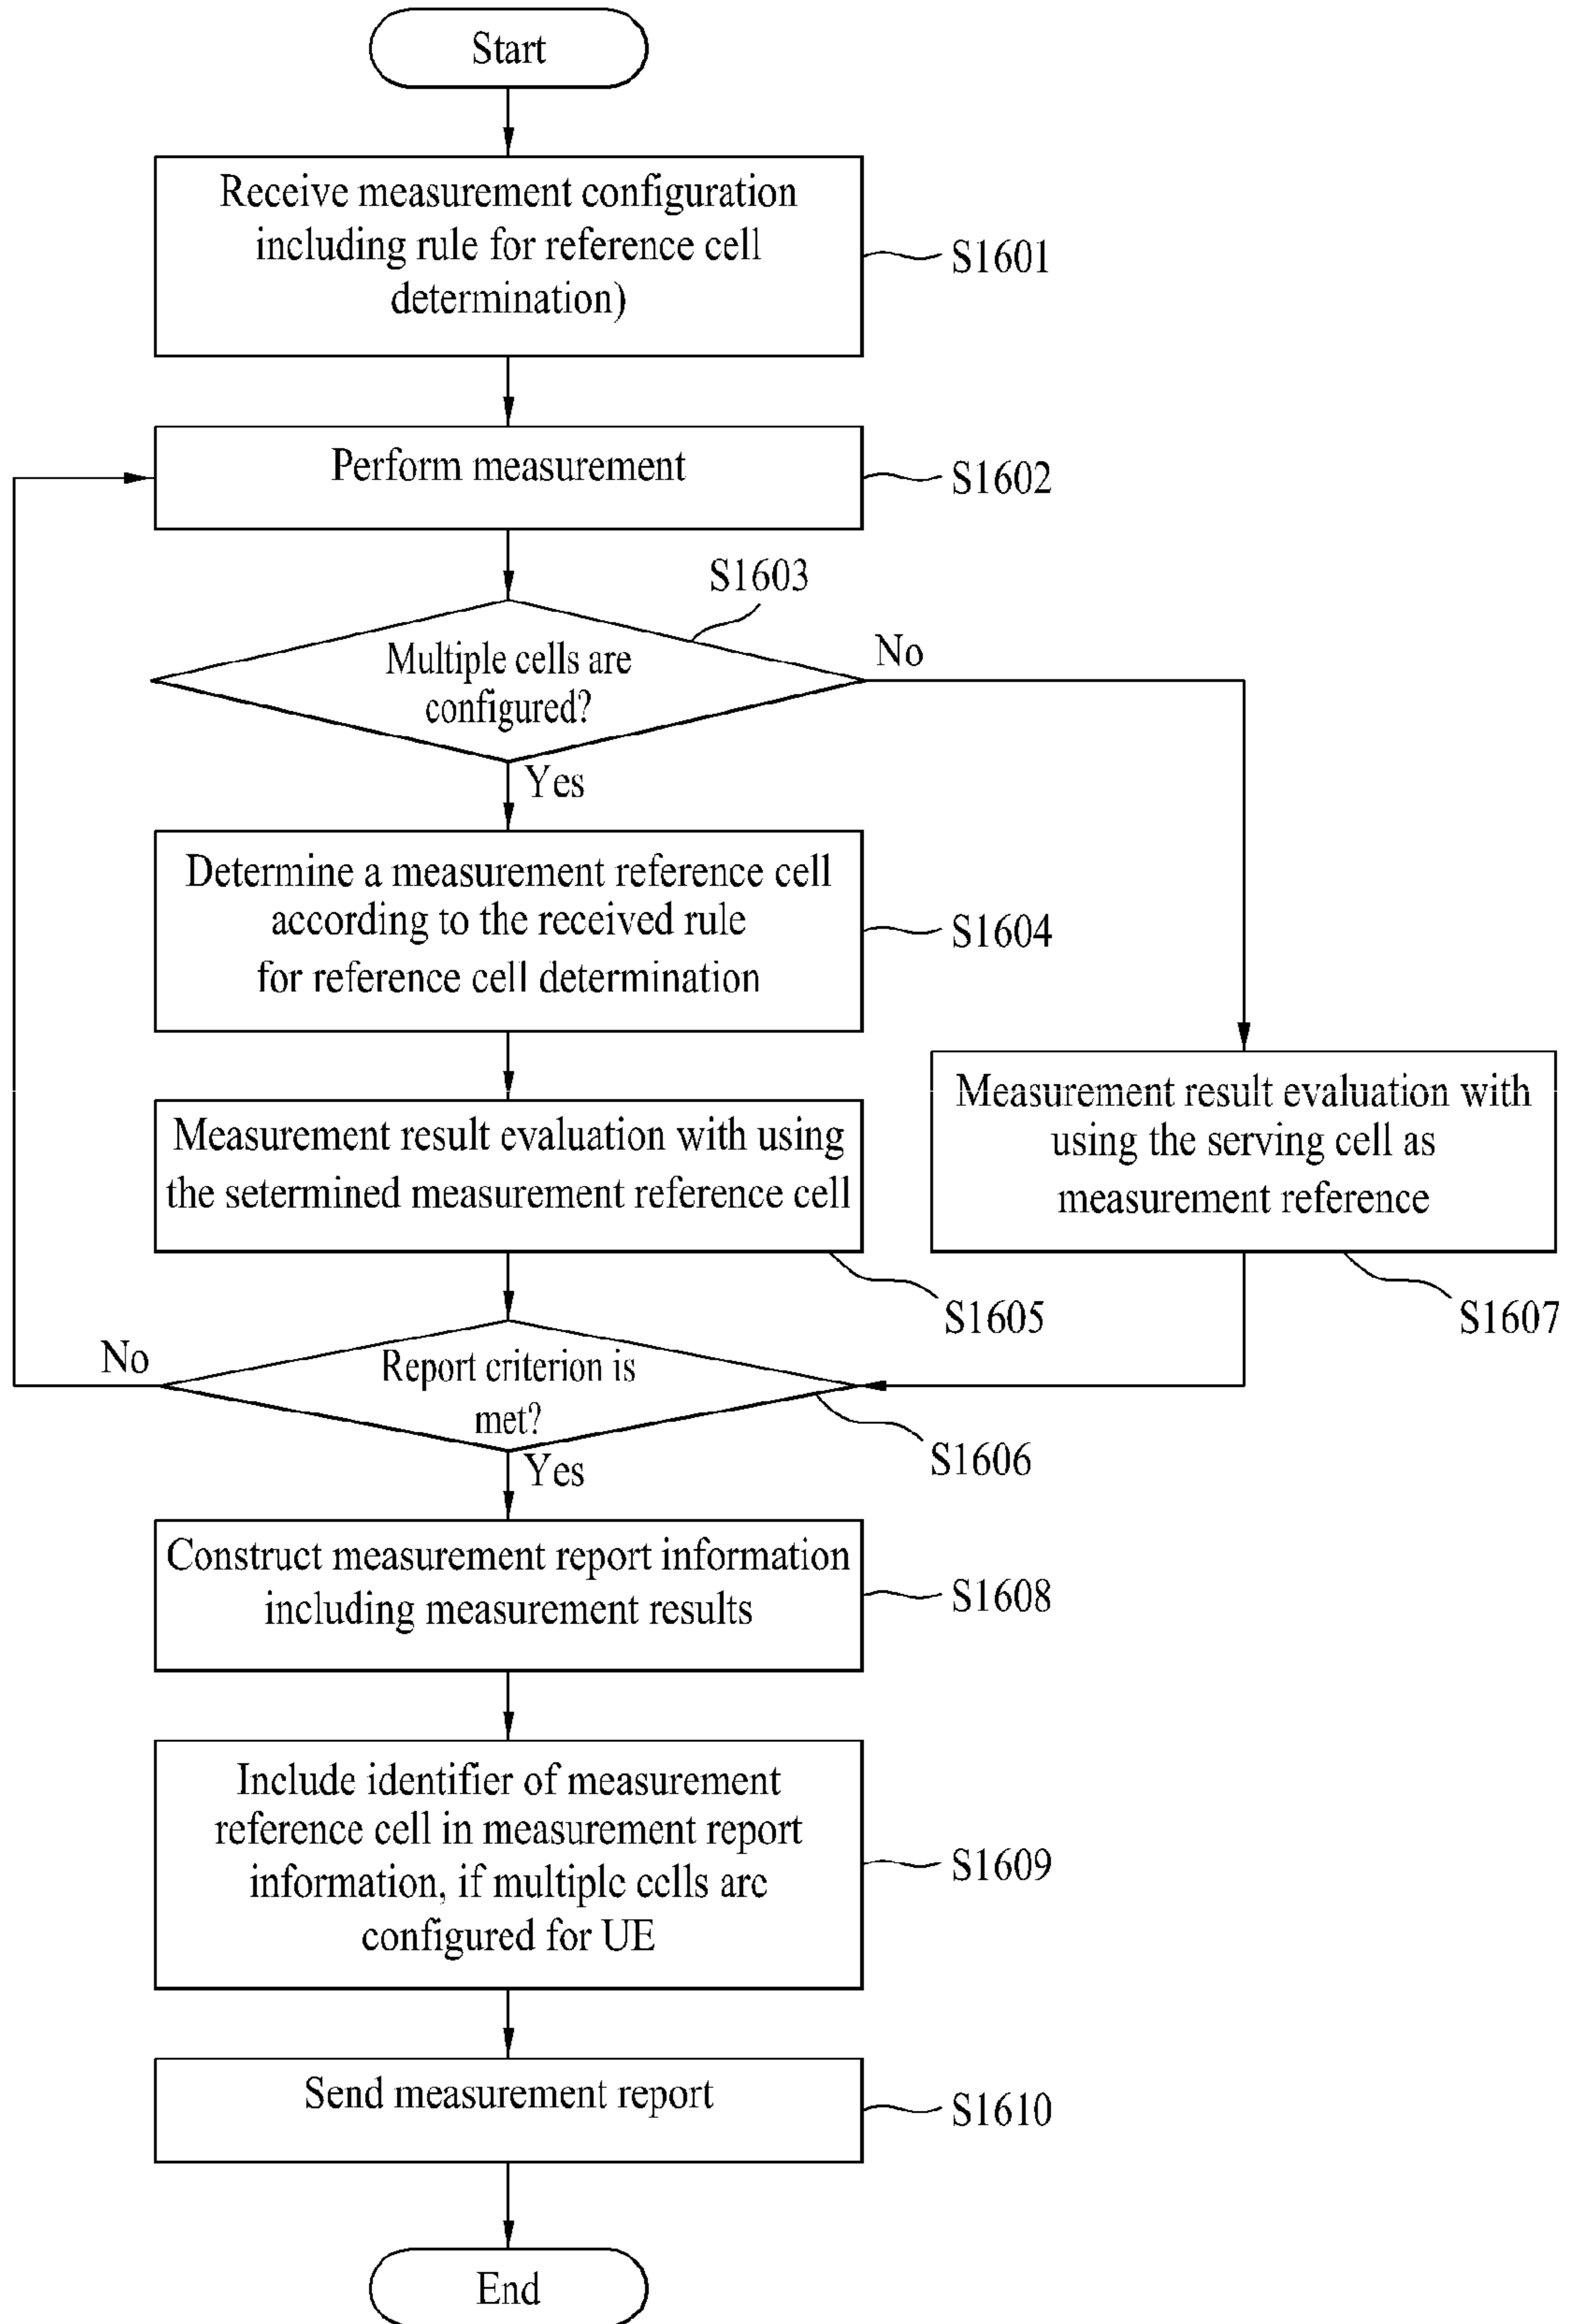 Start
Receive measurement configuration
including rule for reference cell
determination)
S1601
Perform measurement
S1602
S1603
Multiple cells are
configured?
No
Yes
Determine a measurement reference cell
according to the received rule
for reference cell determination
S1604
Measurement result evaluation with using
the setermined measurement reference cell
S1605
Measurement result evaluation with
using the serving cell as
measurement reference
S1607
No
Report criterion is
met?
S1606
Yes
Construct measurement report information
including measurement results
S1608
Include identifier of measurement
reference cell in measurement report
information, if multiple cells are
configured for UE
S1609
Send measurement report
S1610
End